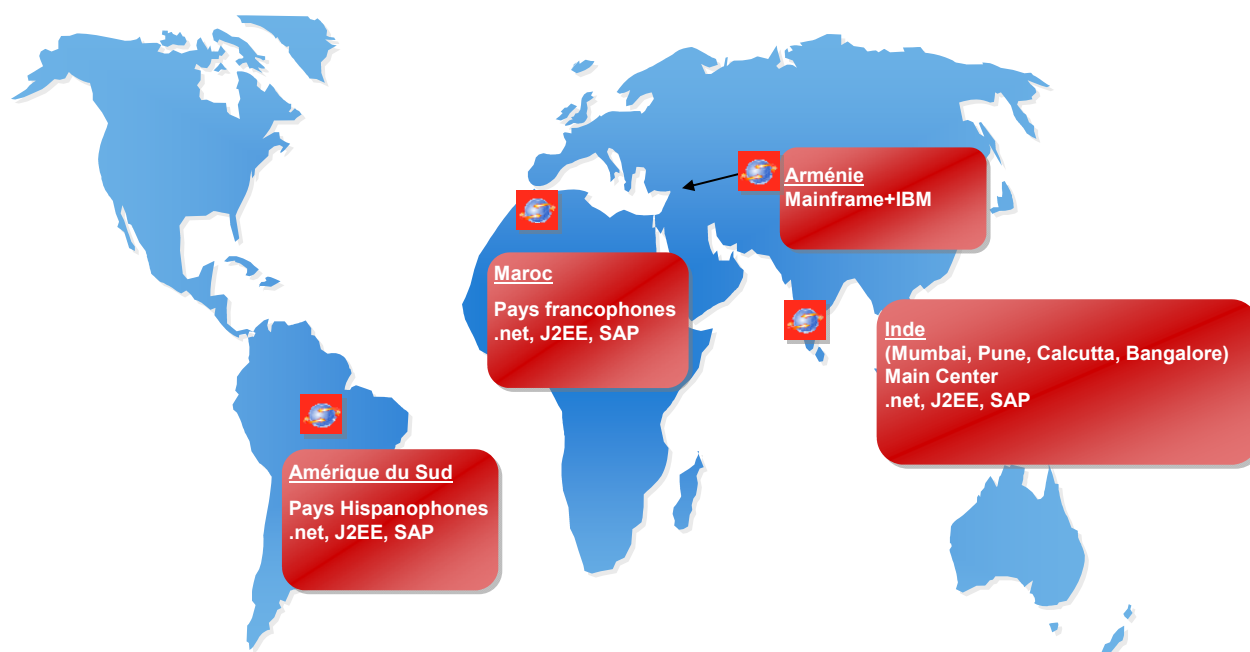 Arménie
Mainframe+IBM
Maroc
Pays francophones
.net, J2EE, SAP
Inde
(Mumbai, Pune, Calcutta, Bangalore)
Main Center
.net, J2EE, SAP
Amérique du Sud
Pays Hispanophones
.net, J2EE, SAP